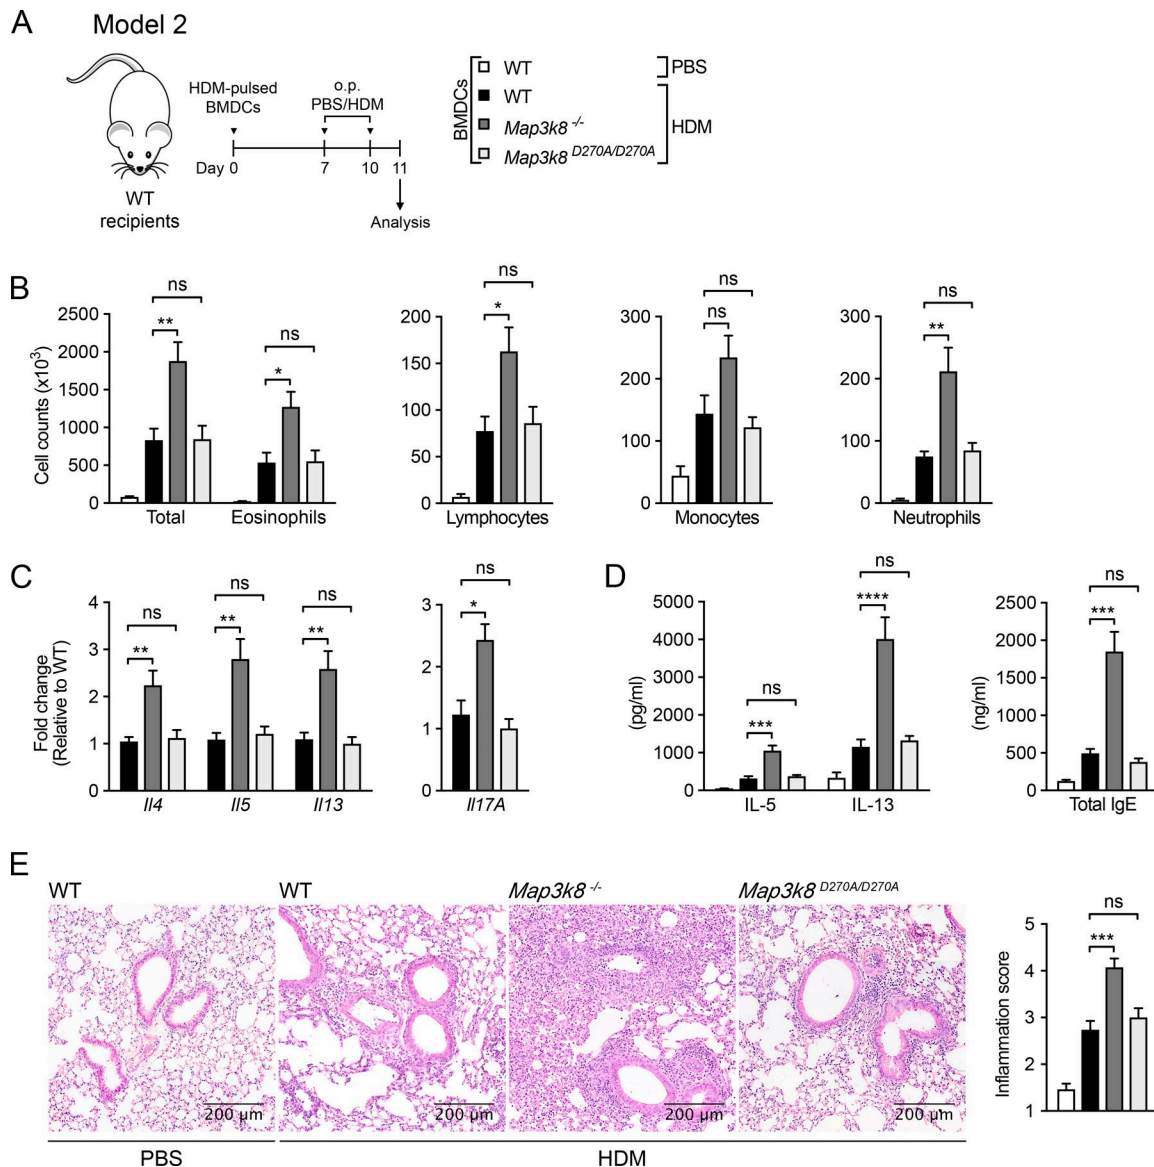 A
Model 2
HDM-pulsed
BMDCs
o.p.
PBS/HDM
Day 0
7
10
11
Analysis
WT
recipients
BMDCs
WT
WT
Map3k8 -/-
Map3k8 D270A/D270A
PBS
HDM
B
Cell counts (x10³)
2500
2000
1500
1000
500
0
ns
**
ns
*
Total
Eosinophils
200
150
100
50
0
ns
*
Lymphocytes
300
200
100
0
ns
ns
Monocytes
300
200
100
0
ns
**
Neutrophils
C
Fold change
(Relative to WT)
4
3
2
1
0
ns
**
ns
**
ns
**
Il4
Il5
Il13
3
2
1
0
ns
*
Il17A
D
(pg/ml)
5000
4000
3000
2000
1000
0
ns
***
ns
****
IL-5
IL-13
(ng/ml)
2500
2000
1500
1000
500
0
ns
***
Total IgE
E
WT
WT
Map3k8 -/-
Map3k8 D270A/D270A
200 µm
200 µm
200 µm
200 µm
PBS
HDM
Inflammation score
5
4
3
2
1
ns
***